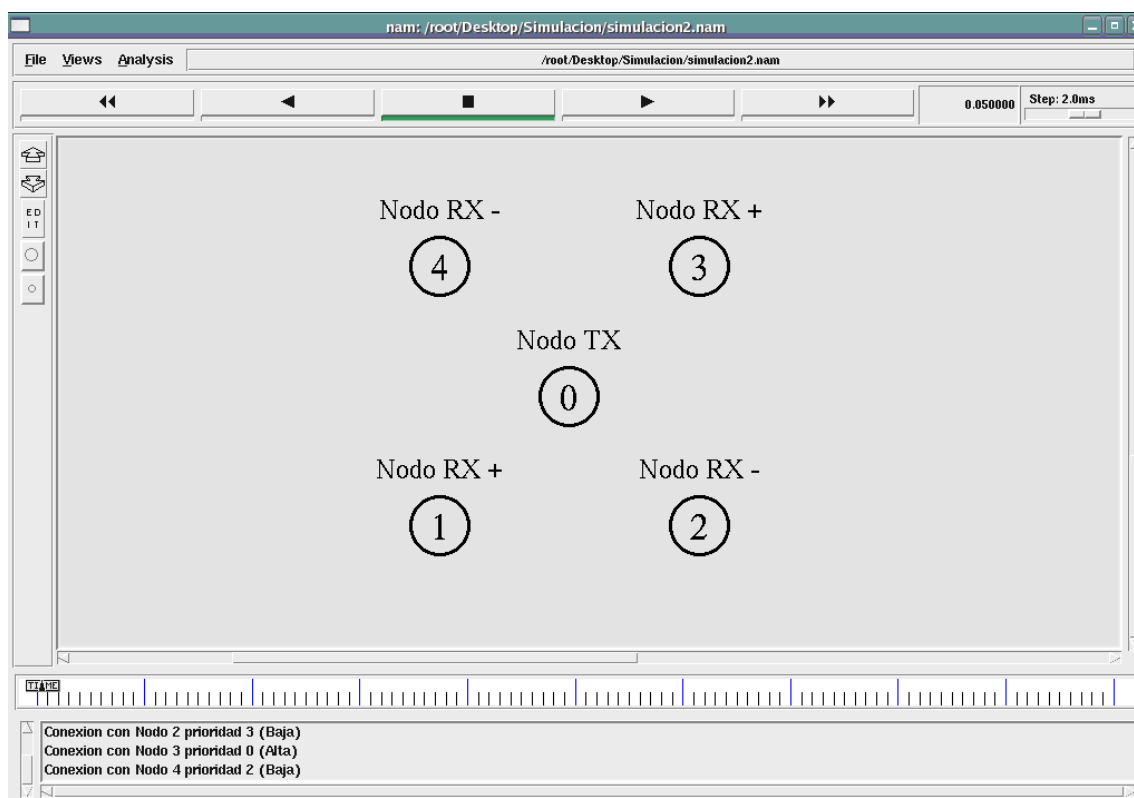 nam: /root/Desktop/Simulacion/simulacion2.nam
File Views Analysis /root/Desktop/Simulacion/simulacion2.nam
0.050000 Step: 2.0ms
E D
I T
Nodo RX - Nodo RX +
4 3
Nodo TX
0
Nodo RX + Nodo RX -
1 2
TIME
Conexion con Nodo 2 prioridad 3 (Baja)
Conexion con Nodo 3 prioridad 0 (Alta)
Conexion con Nodo 4 prioridad 2 (Baja)